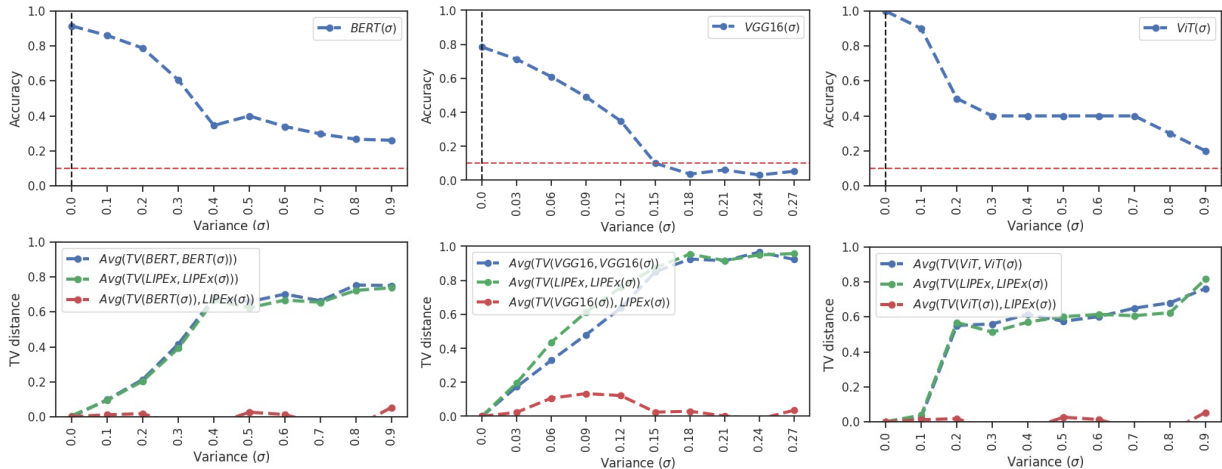 1.0
0.8
0.6
0.4
0.2
0.0
Accuracy
BERT(σ)
0.0 0.1 0.2 0.3 0.4 0.5 0.6 0.7 0.8 0.9
Variance (σ)
1.0
0.8
0.6
0.4
0.2
0.0
Accuracy
VGG16(σ)
0.0 0.03 0.06 0.09 0.12 0.15 0.18 0.21 0.24 0.27
Variance (σ)
1.0
0.8
0.6
0.4
0.2
0.0
Accuracy
ViT(σ)
0.0 0.1 0.2 0.3 0.4 0.5 0.6 0.7 0.8 0.9
Variance (σ)
1.0
0.8
0.6
0.4
0.2
0.0
TV distance
Avg(TV(BERT, BERT(σ)))
Avg(TV(LIPEx, LIPEx(σ)))
Avg(TV(BERT(σ)), LIPEx(σ))
0.0 0.1 0.2 0.3 0.4 0.5 0.6 0.7 0.8 0.9
Variance (σ)
1.0
0.8
0.6
0.4
0.2
0.0
TV distance
Avg(TV(VGG16, VGG16(σ))
Avg(TV(LIPEx, LIPEx(σ))
Avg(TV(VGG16(σ)), LIPEx(σ))
0.0 0.03 0.06 0.09 0.12 0.15 0.18 0.21 0.24 0.27
Variance (σ)
1.0
0.8
0.6
0.4
0.2
0.0
TV distance
Avg(TV(ViT, ViT(σ))
Avg(TV(LIPEx, LIPEx(σ))
Avg(TV(ViT(σ)), LIPEx(σ))
0.0 0.1 0.2 0.3 0.4 0.5 0.6 0.7 0.8 0.9
Variance (σ)